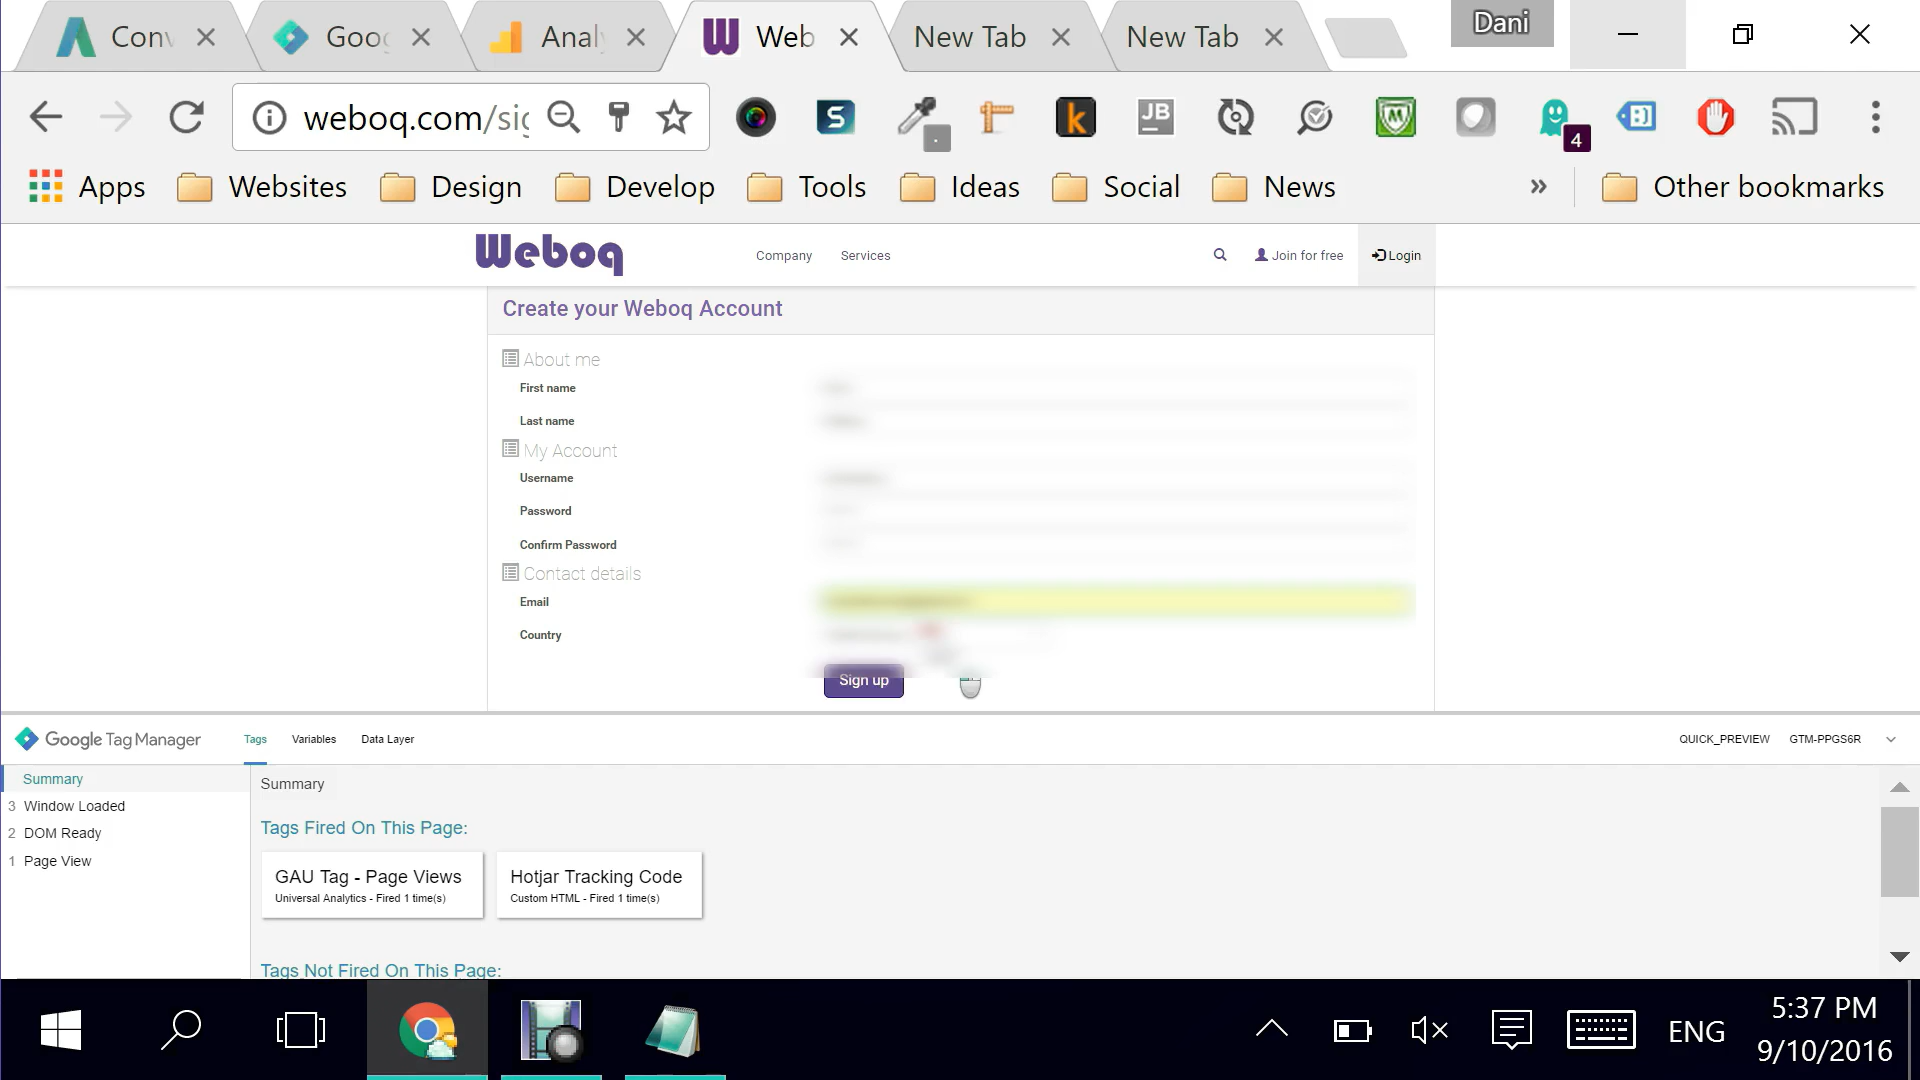 Conv
Goog
Analy
Web
New Tab
New Tab
Dani
weboq.com/sig
JB
4
Apps
Websites
Design
Develop
Tools
Ideas
Social
News
»
Other bookmarks
Weboq
Company
Services
Join for free
Login
Create your Weboq Account
About me
First name
Last name
My Account
Username
Password
Confirm Password
Contact details
Email
Country
Sign up
Google Tag Manager
Tags
Variables
Data Layer
QUICK_PREVIEW
GTM-PPGS6R
Summary
3 Window Loaded
2 DOM Ready
1 Page View
Summary
Tags Fired On This Page:
GAU Tag - Page Views
Universal Analytics - Fired 1 time(s)
Hotjar Tracking Code
Custom HTML - Fired 1 time(s)
Tags Not Fired On This Page:
ENG
5:37 PM
9/10/2016